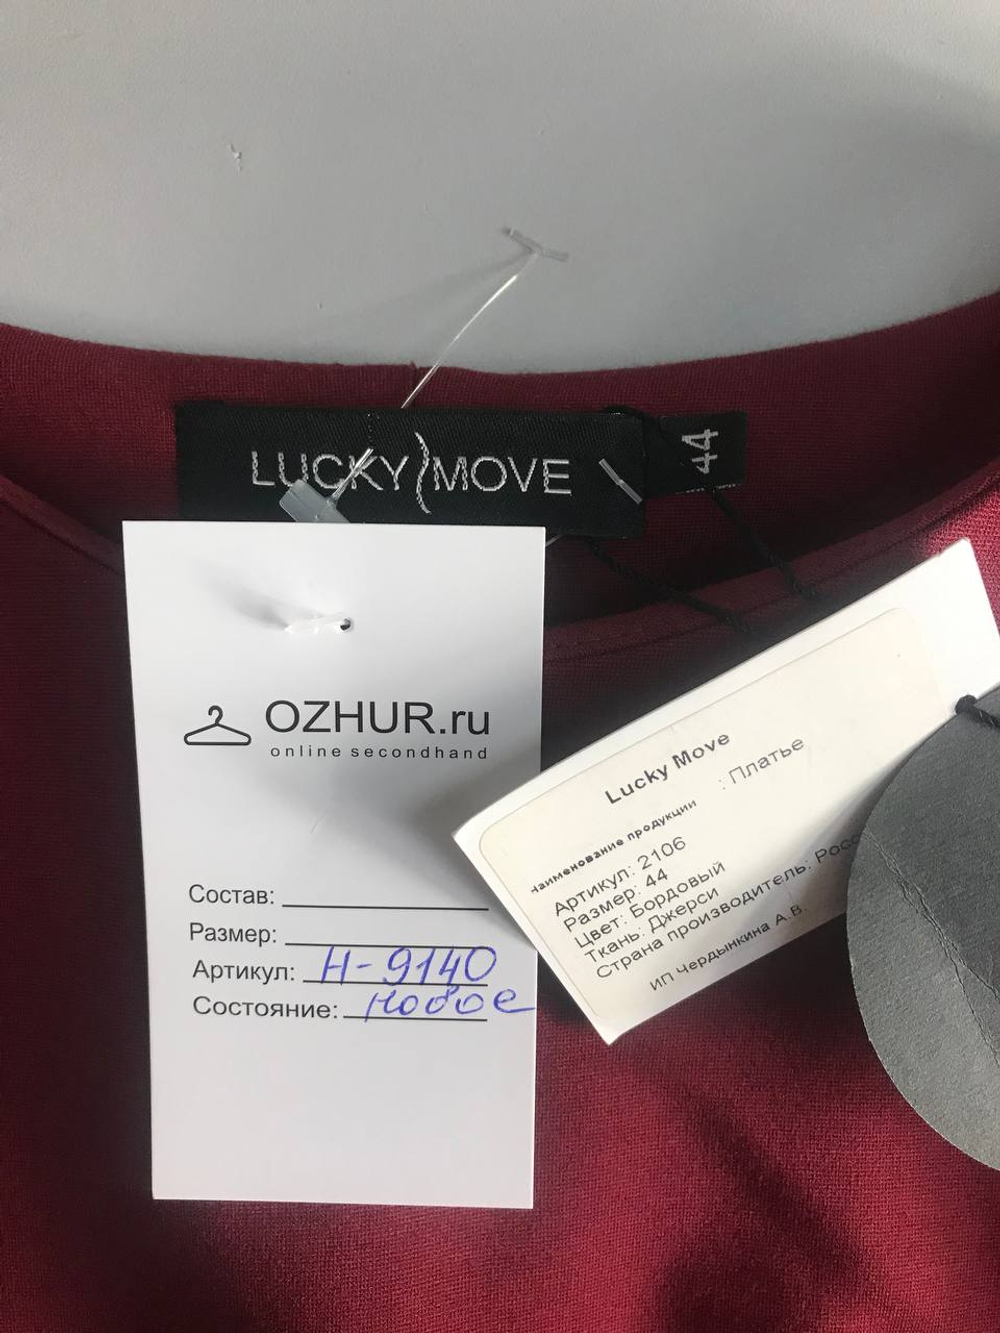 LUCKY MOVE
44
OZHUR.ru
online secondhand
Состав:
Размер:
Артикул: Н-9140
Состояние: новое
Lucky Move
наименование продукции : Платье
Артикул: 2106
Размер: 44
Цвет: Бордовый
Ткань: Джерси
Страна производитель:
ИП Чердынкина А.В.